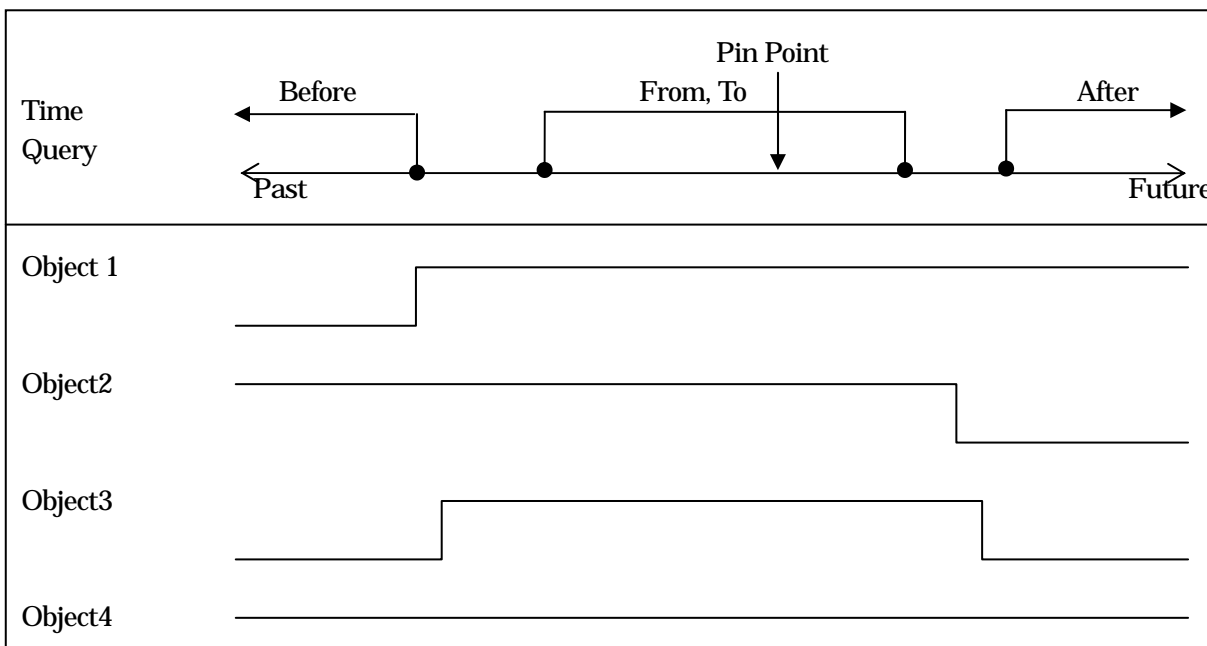 Pin Point
Before
From, To
After
Time
Query
Past
Future
Object 1
Object2
Object3
Object4